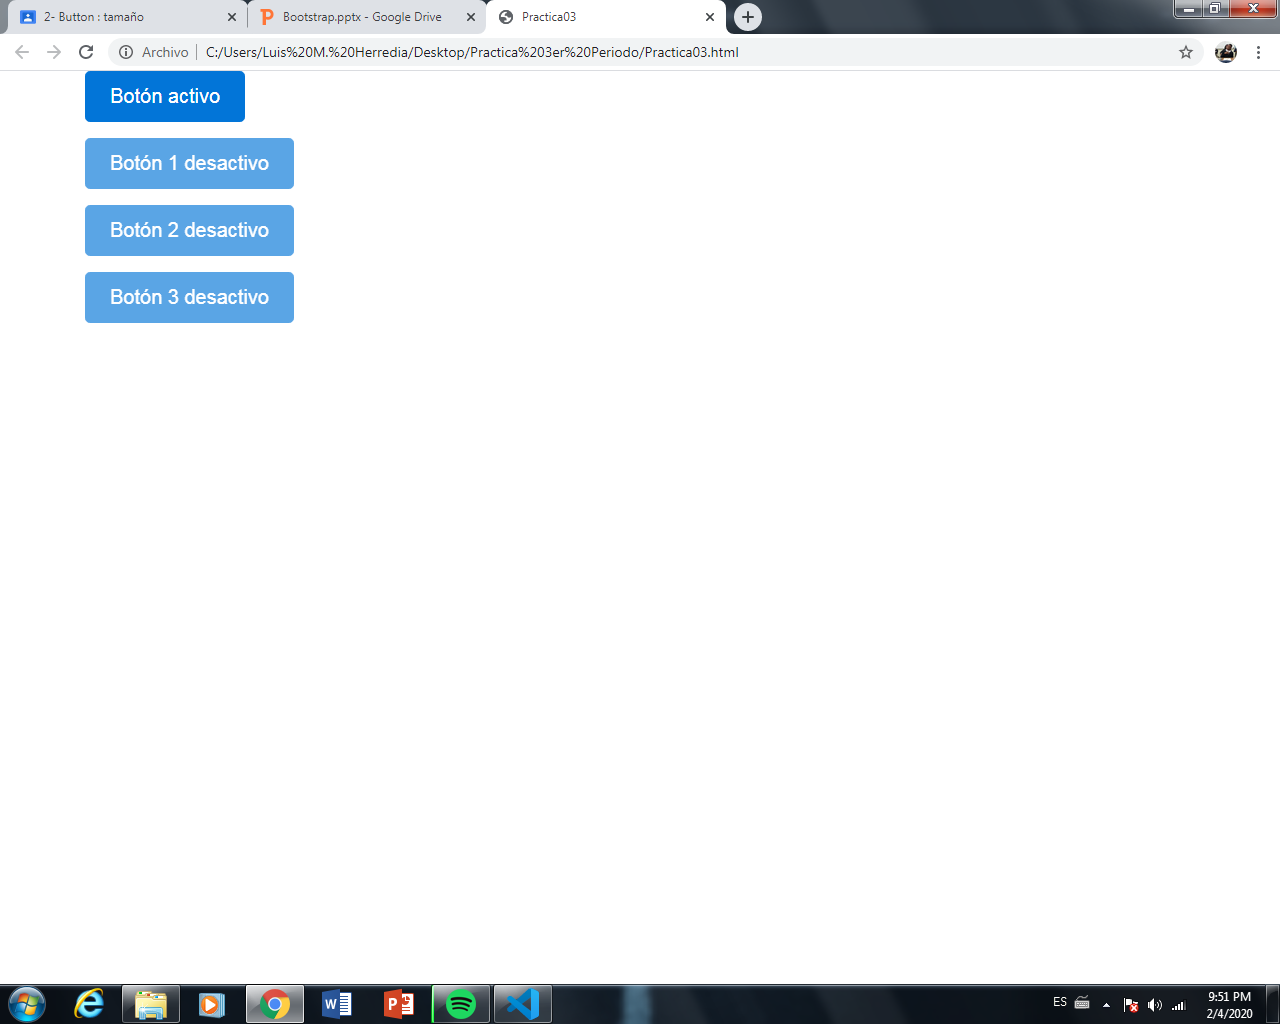 2- Button : tamaño
Bootstrap.pptx - Google Drive
Practica03
Archivo
C:/Users/Luis%20M.%20Herredia/Desktop/Practica%203er%20Periodo/Practica03.html
Botón activo
Botón 1 desactivo
Botón 2 desactivo
Botón 3 desactivo
ES
9:51 PM
2/4/2020